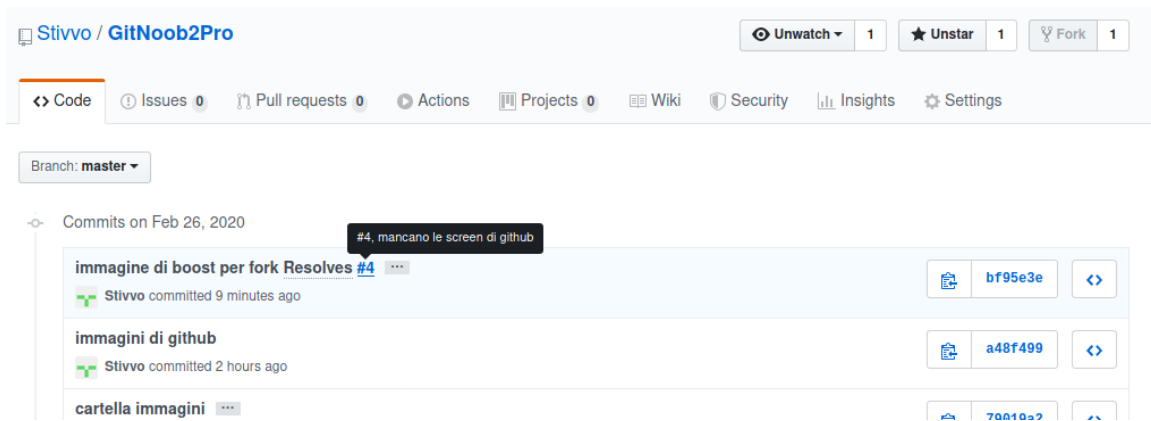 Stivvo / GitNoob2Pro
Unwatch 1 Unstar 1 Fork 1
Code Issues 0 Pull requests 0 Actions Projects 0 Wiki Security Insights Settings
Branch: master
Commits on Feb 26, 2020
#4, mancano le screen di github
immagine di boost per fork Resolves #4 ...
bf95e3e
Stivvo committed 9 minutes ago
immagini di github
a48f499
Stivvo committed 2 hours ago
cartella immagini ...
79019a2